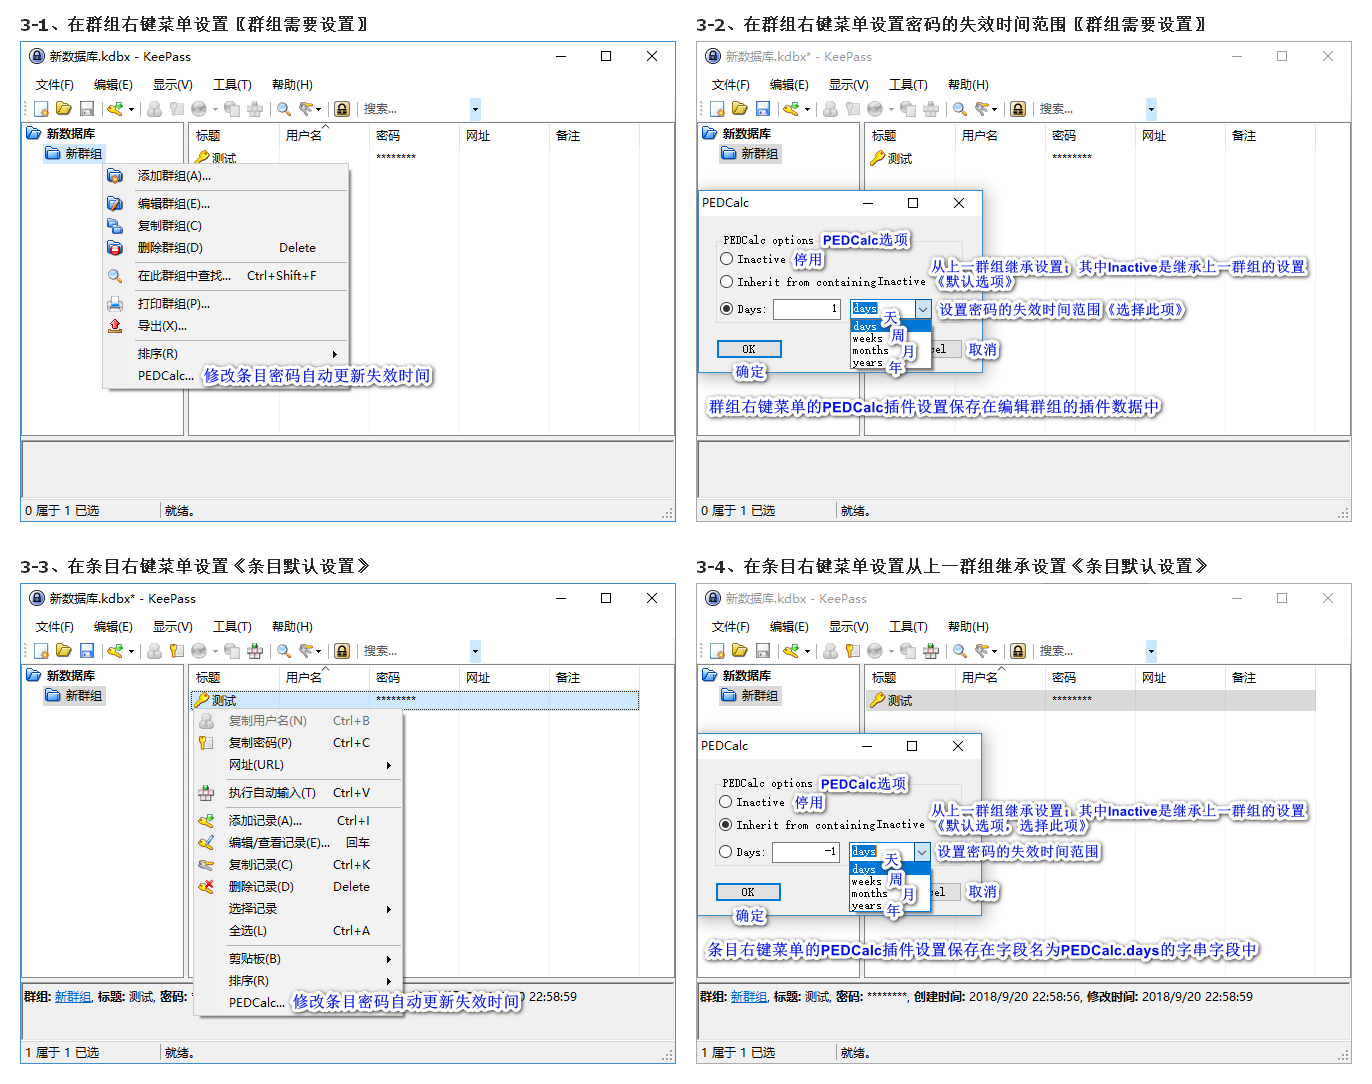 3-1、在群组右键菜单设置〖群组需要设置〗
新数据库.kdbx - KeePass
文件(F) 编辑(E) 显示(V) 工具(T) 帮助(H)
搜索...
新数据库
新群组
标题 用户名 密码 网址 备注
测试 ********
添加群组(A)...
编辑群组(E)...
复制群组(C)
删除群组(D) Delete
在此群组中查找... Ctrl+Shift+F
打印群组(P)...
导出(X)...
排序(R)
PEDCalc... 修改条目密码自动更新失效时间
0 属于 1 已选 就绪。
3-2、在群组右键菜单设置密码的失效时间范围〖群组需要设置〗
新数据库.kdbx* - KeePass
文件(F) 编辑(E) 显示(V) 工具(T) 帮助(H)
搜索...
新数据库
新群组
标题 用户名 密码 网址 备注
测试 ********
PEDCalc
PEDCalc options PEDCalc选项
Inactive 停用
Inherit from containing Inactive 从上一群组继承设置；其中Inactive是继承上一群组的设置
《默认选项》
Days: 1 days 设置密码的失效时间范围《选择此项》
days 天
weeks 周
months 月
years 年
OK cel 取消
确定
群组右键菜单的PEDCalc插件设置保存在编辑群组的插件数据中
0 属于 1 已选 就绪。
3-3、在条目右键菜单设置《条目默认设置》
新数据库.kdbx* - KeePass
文件(F) 编辑(E) 显示(V) 工具(T) 帮助(H)
搜索...
新数据库
新群组
标题 用户名 密码 网址 备注
测试 ********
复制用户名(N) Ctrl+B
复制密码(P) Ctrl+C
网址(URL)
执行自动输入(T) Ctrl+V
添加记录(A)... Ctrl+I
编辑/查看记录(E)... 回车
复制记录(C) Ctrl+K
删除记录(D) Delete
选择记录
全选(L) Ctrl+A
剪贴板(B)
排序(R)
PEDCalc... 修改条目密码自动更新失效时间
群组: 新群组, 标题: 测试, 密码: 22:58:59
1 属于 1 已选 就绪。
3-4、在条目右键菜单设置从上一群组继承设置《条目默认设置》
新数据库.kdbx - KeePass
文件(F) 编辑(E) 显示(V) 工具(T) 帮助(H)
搜索...
新数据库
新群组
标题 用户名 密码 网址 备注
测试 ********
PEDCalc
PEDCalc options PEDCalc选项
Inactive 停用
Inherit from containing Inactive 从上一群组继承设置；其中Inactive是继承上一群组的设置
《默认选项；选择此项》
Days: -1 days 设置密码的失效时间范围
days 天
weeks 周
months 月
years 年
OK cel 取消
确定
条目右键菜单的PEDCalc插件设置保存在字段名为PEDCalc.days的字串字段中
群组: 新群组, 标题: 测试, 密码: ********, 创建时间: 2018/9/20 22:58:56, 修改时间: 2018/9/20 22:58:59
1 属于 1 已选 就绪。